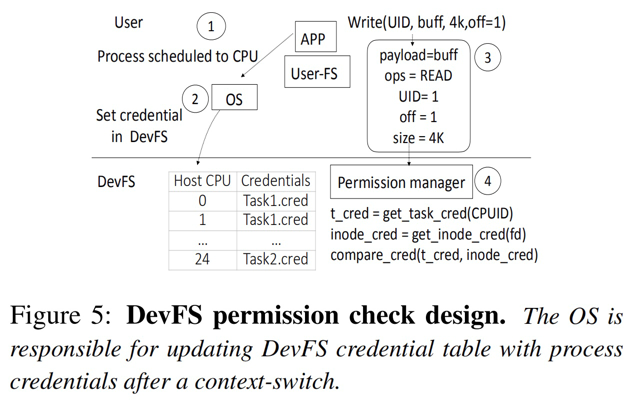 User
1
Process scheduled to CPU
APP
User-FS
2
OS
Set credential
in DevFS
Write(UID, buff, 4k,off=1)
payload=buff
3
ops = READ
UID= 1
off = 1
size = 4K
DevFS
Host CPU Credentials
0 Task1.cred
1 Task1.cred
... ...
24 Task2.cred
Permission manager
4
t_cred = get_task_cred(CPUID)
inode_cred = get_inode_cred(fd)
compare_cred(t_cred, inode_cred)
Figure 5: DevFS permission check design. The OS is
responsible for updating DevFS credential table with process
credentials after a context-switch.